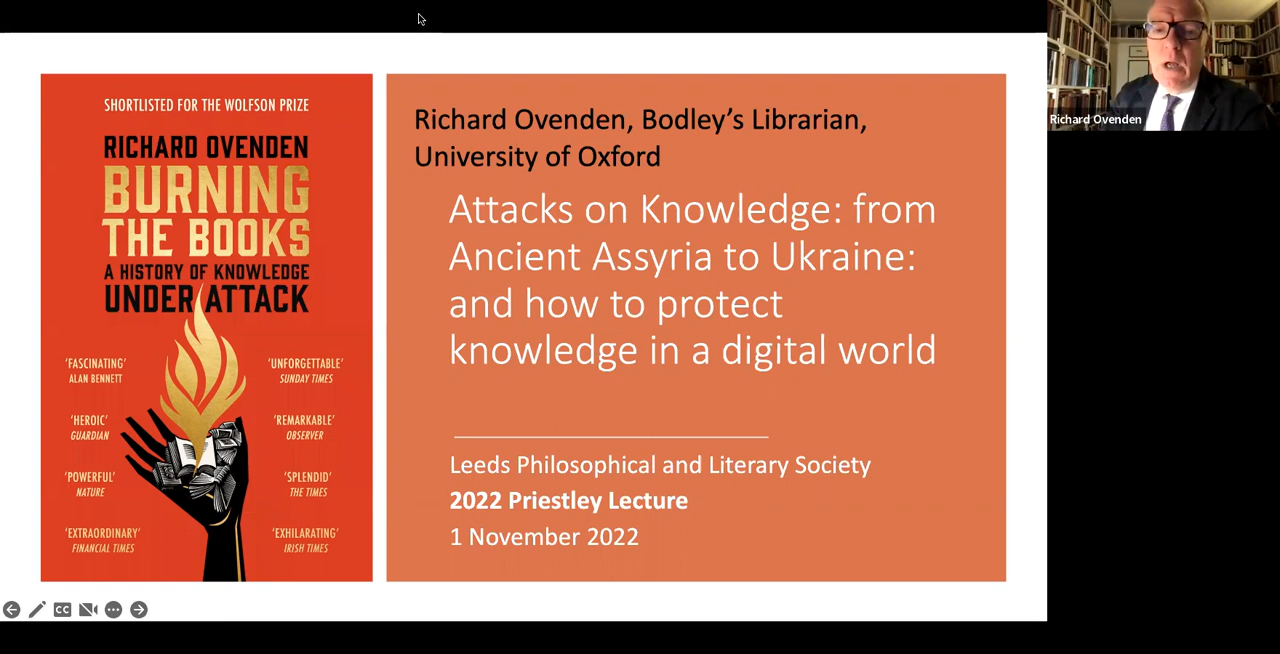 SHORTLISTED FOR THE WOLFSON PRIZE
RICHARD OVENDEN
BURNING
THE BOOKS
A HISTORY OF KNOWLEDGE
UNDER ATTACK
‘FASCINATING’
ALAN BENNETT
‘UNFORGETTABLE’
SUNDAY TIMES
‘HEROIC’
GUARDIAN
‘REMARKABLE’
OBSERVER
‘POWERFUL’
NATURE
‘SPLENDID’
THE TIMES
‘EXTRAORDINARY’
FINANCIAL TIMES
‘EXHILARATING’
IRISH TIMES
Richard Ovenden, Bodley’s Librarian,
University of Oxford
Attacks on Knowledge: from
Ancient Assyria to Ukraine:
and how to protect
knowledge in a digital world
Leeds Philosophical and Literary Society
2022 Priestley Lecture
1 November 2022
Richard Ovenden
CC